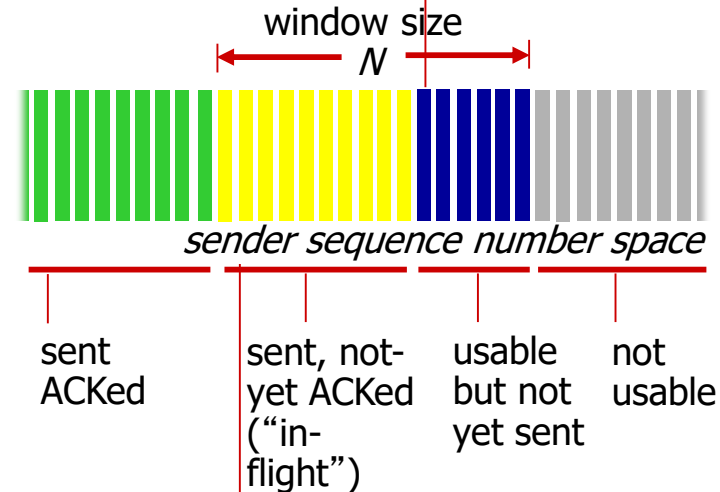 window size
N
sender sequence number space
sent
ACKed
sent, not-
yet ACKed
(“in-
flight”)
usable
but not
yet sent
not
usable